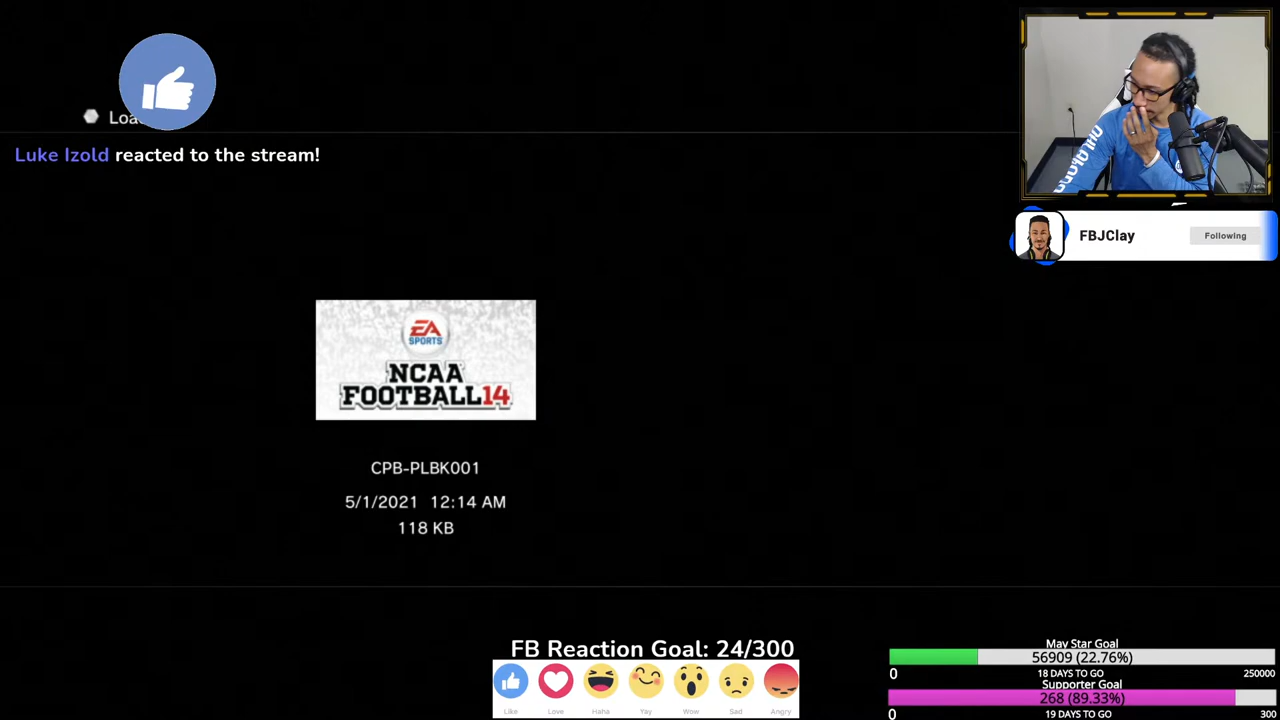 Loa
Luke Izold reacted to the stream!
FBJClay
Following
EA
SPORTS
NCAA
FOOTBALL 14
CPB-PLBK001
5/1/2021 12:14 AM
118 KB
FB Reaction Goal: 24/300
Like Love Haha Yay Wow Sad Angry
May Star Goal
56909 (22.76%)
0 18 DAYS TO GO 250000
Supporter Goal
268 (89.33%)
0 19 DAYS TO GO 300